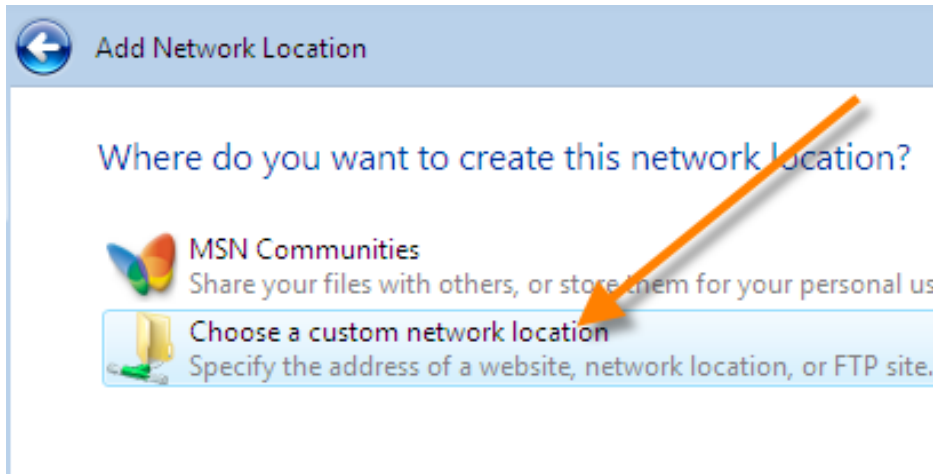 Add Network Location
Where do you want to create this network location?
MSN Communities
Share your files with others, or store them for your personal us
Choose a custom network location
Specify the address of a website, network location, or FTP site.